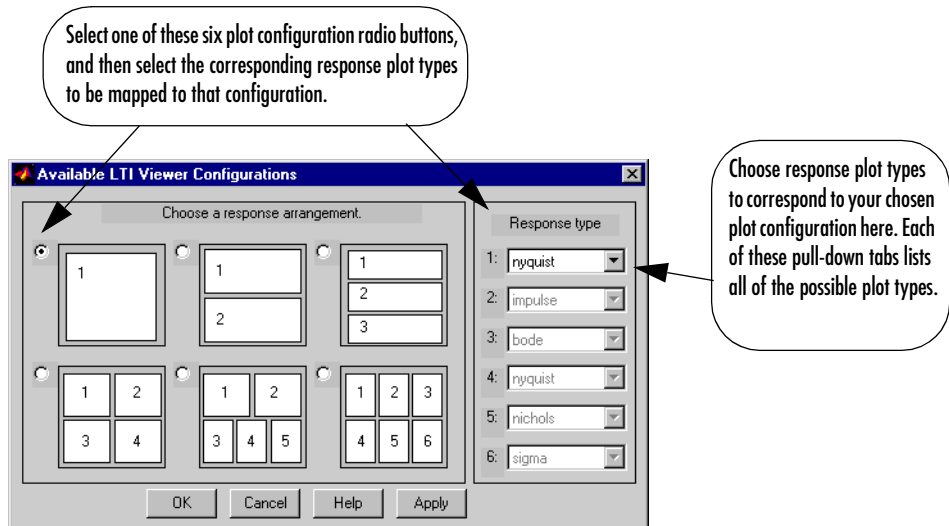 Select one of these six plot configuration radio buttons,
and then select the corresponding response plot types
to be mapped to that configuration.
Choose response plot types
to correspond to your chosen
plot configuration here. Each
of these pull-down tabs lists
all of the possible plot types.
Available LTI Viewer Configurations
Choose a response arrangement.
1
1
2
1
2
3
1 2
3 4
1 2
3 4 5
1 2 3
4 5 6
Response type
1: nyquist
2: impulse
3: bode
4: nyquist
5: nichols
6: sigma
OK Cancel Help Apply